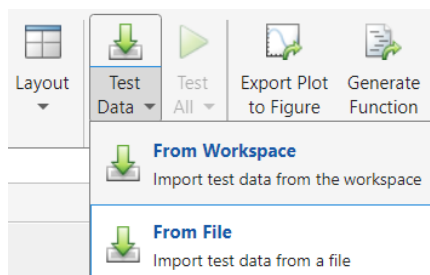 Layout
Test Data
Test All
Export Plot to Figure
Generate Function
From Workspace
Import test data from the workspace
From File
Import test data from a file